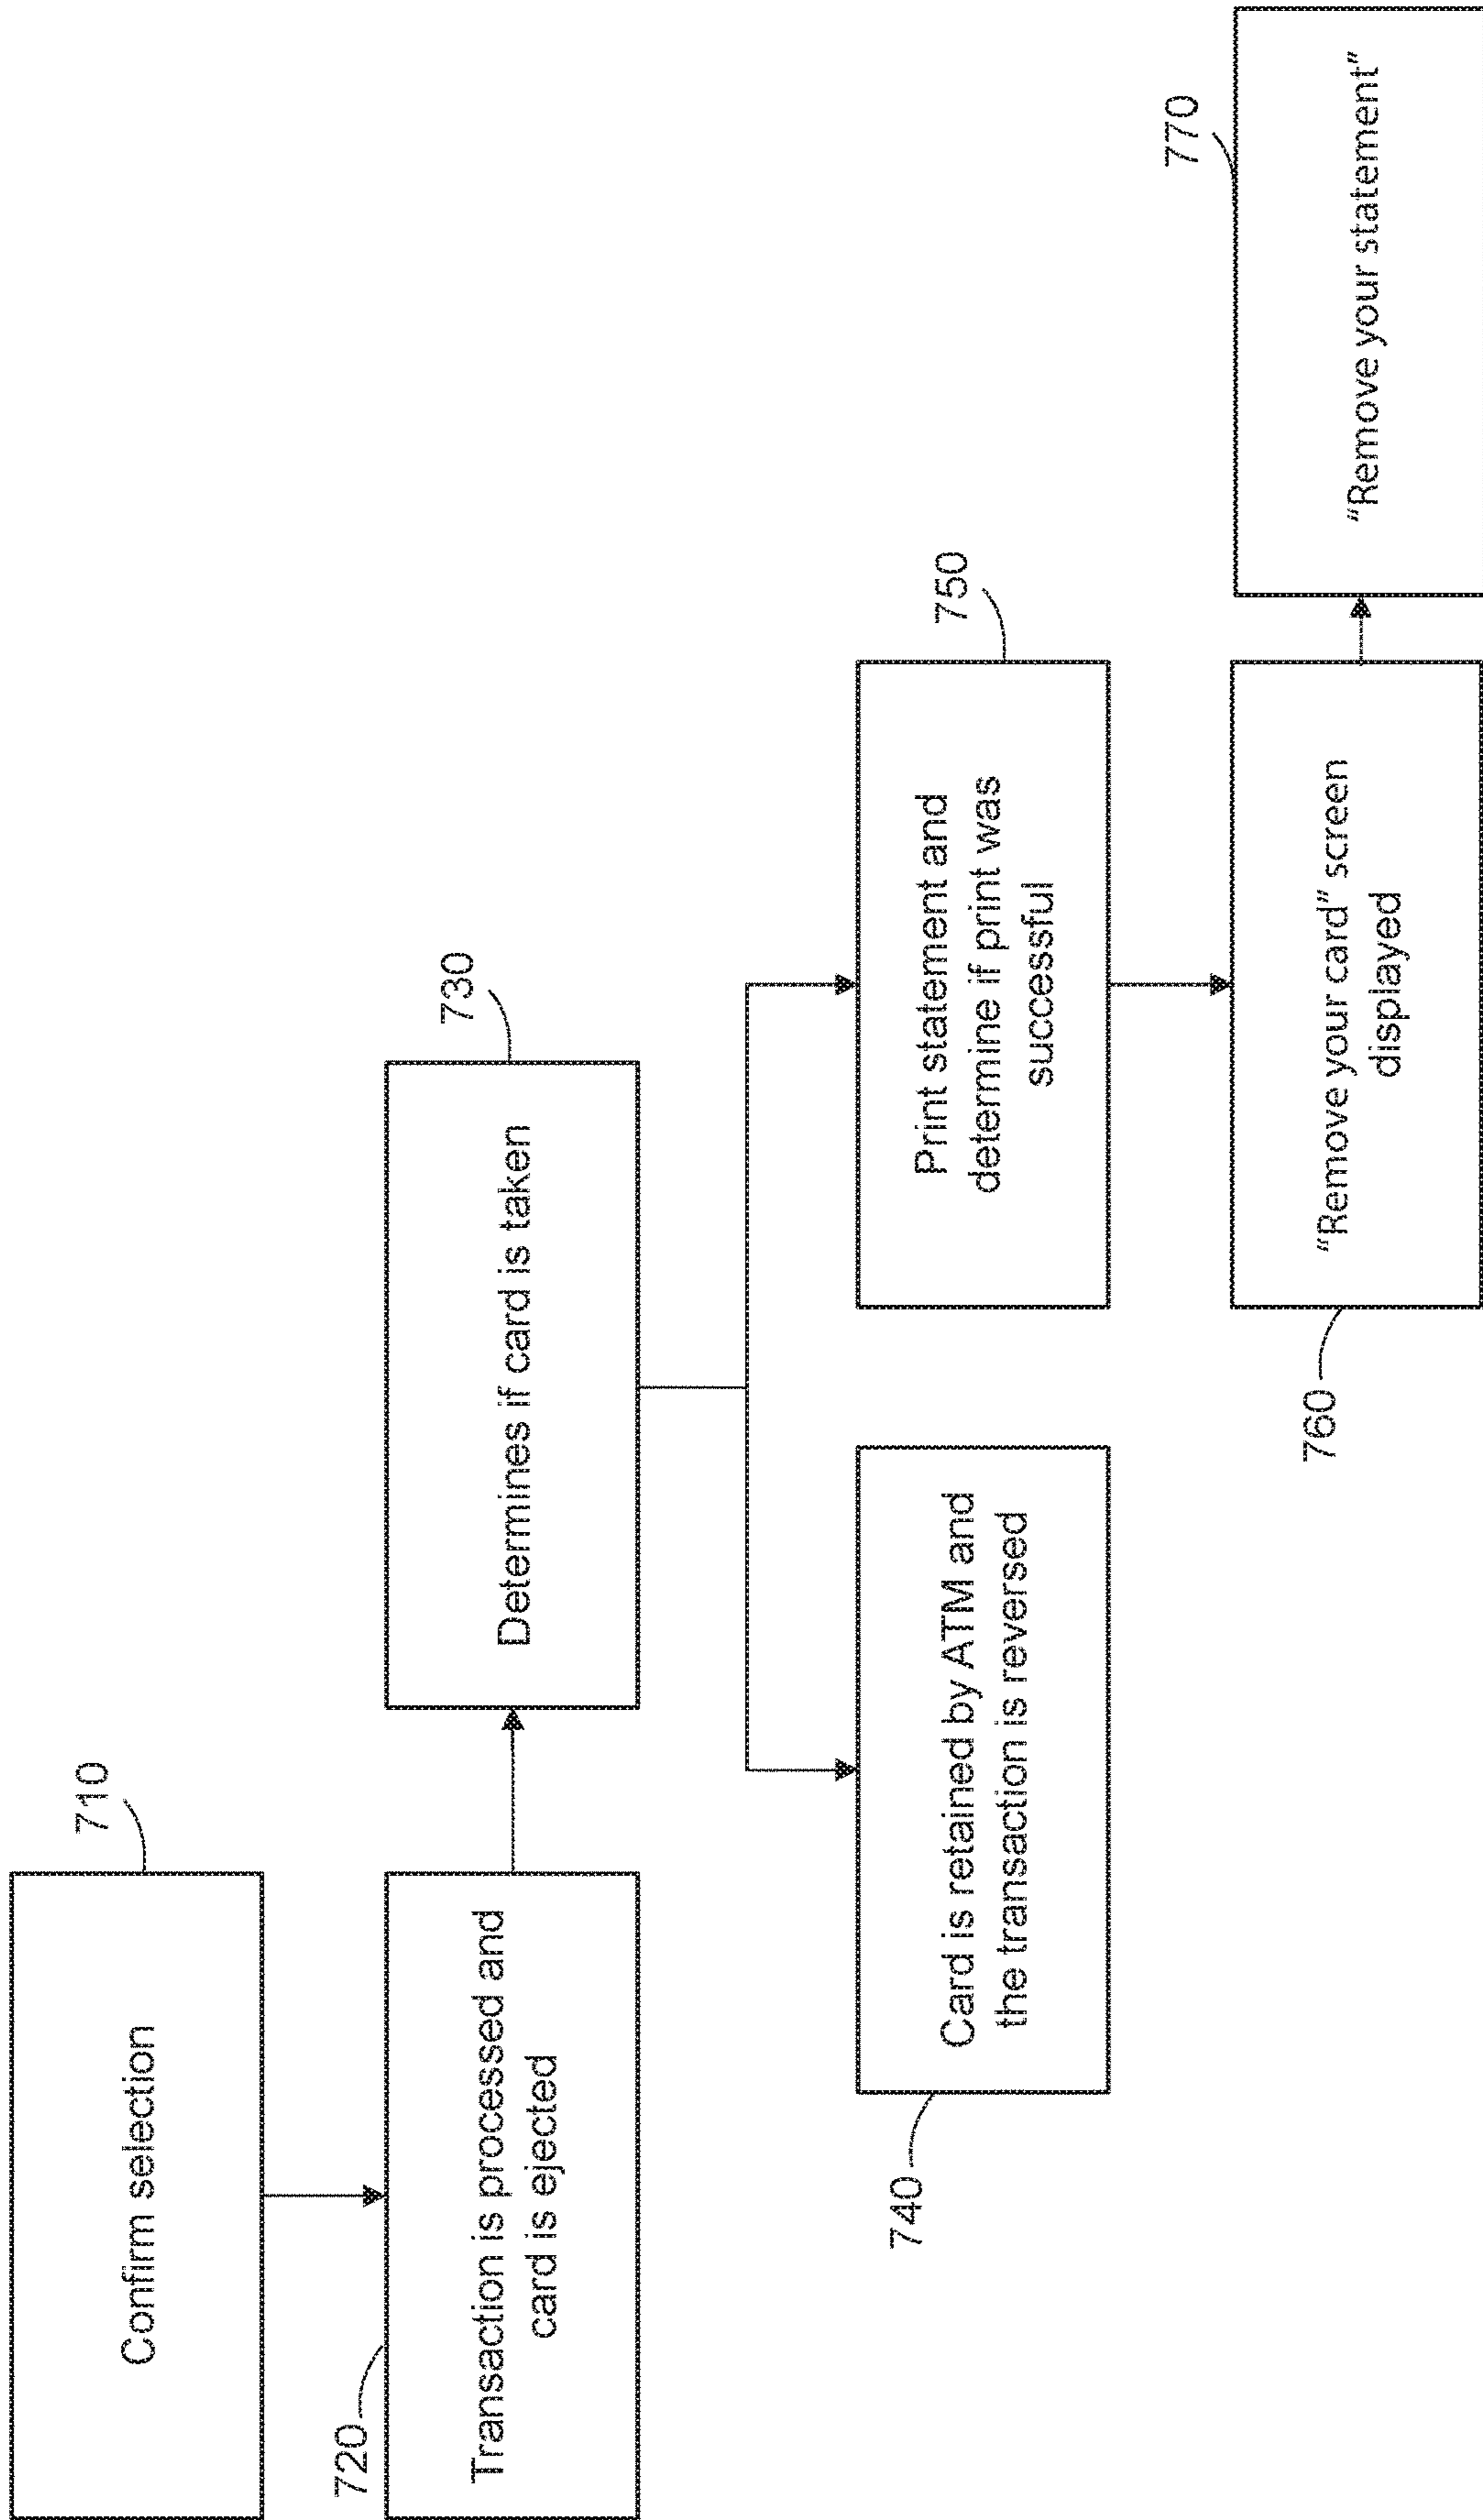 710
Confirm selection
720
Transaction is processed and
card is ejected
730
Determines if card is taken
740
Card is retained by ATM and
the transaction is reversed
750
Print statement and
determine if print was
successful
760
“Remove your card” screen
displayed
770
“Remove your statement”